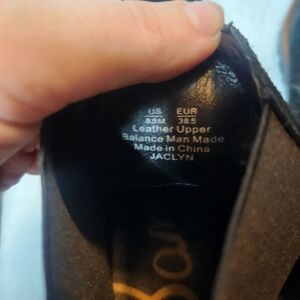 US EUR
8.5M 38.5
Leather Upper
Balance Man Made
Made in China
JACLYN